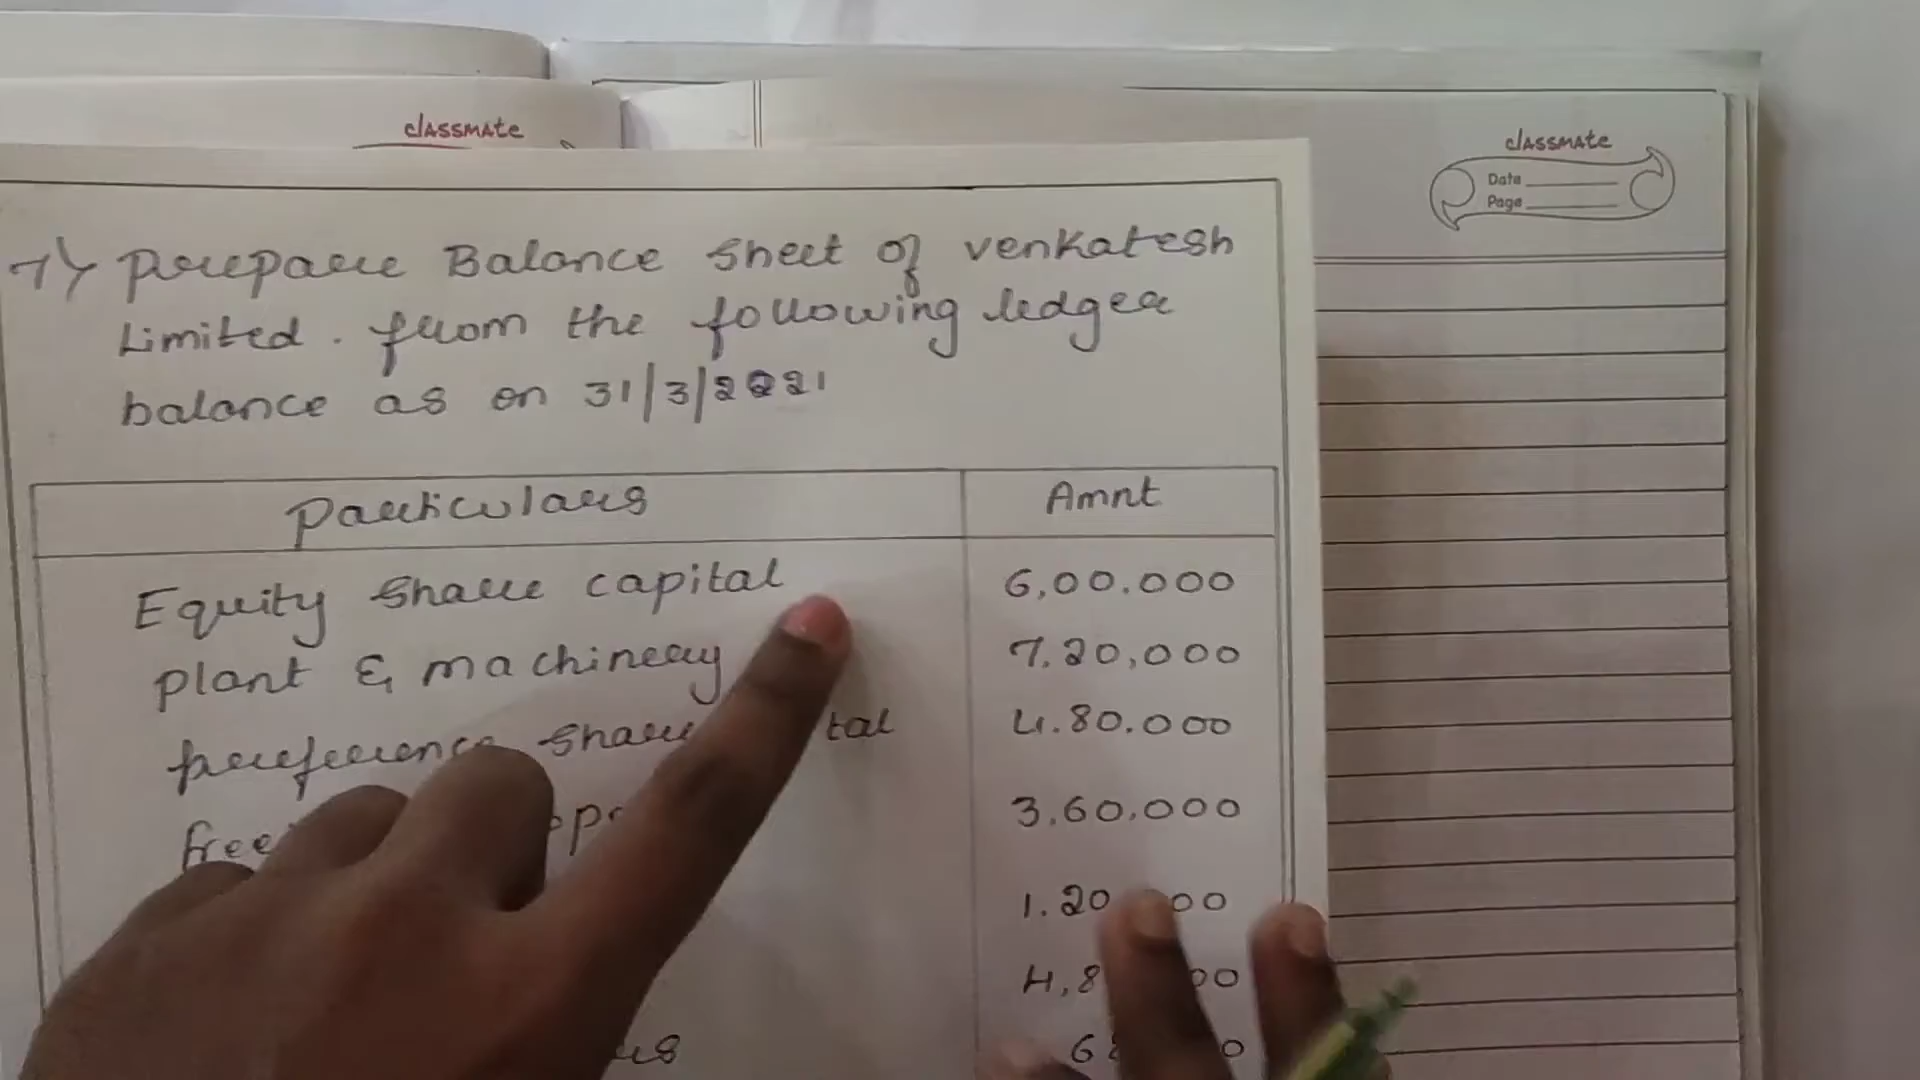 classmate
classmate
Date
Page
7) Prepare Balance Sheet of Venkatesh
Limited. from the following ledger
balance as on 31/3/2021
Particulars Amnt
Equity Share capital 6,00,000
plant & machinery 7,20,000
preference Share 4,80,000
3,60,000